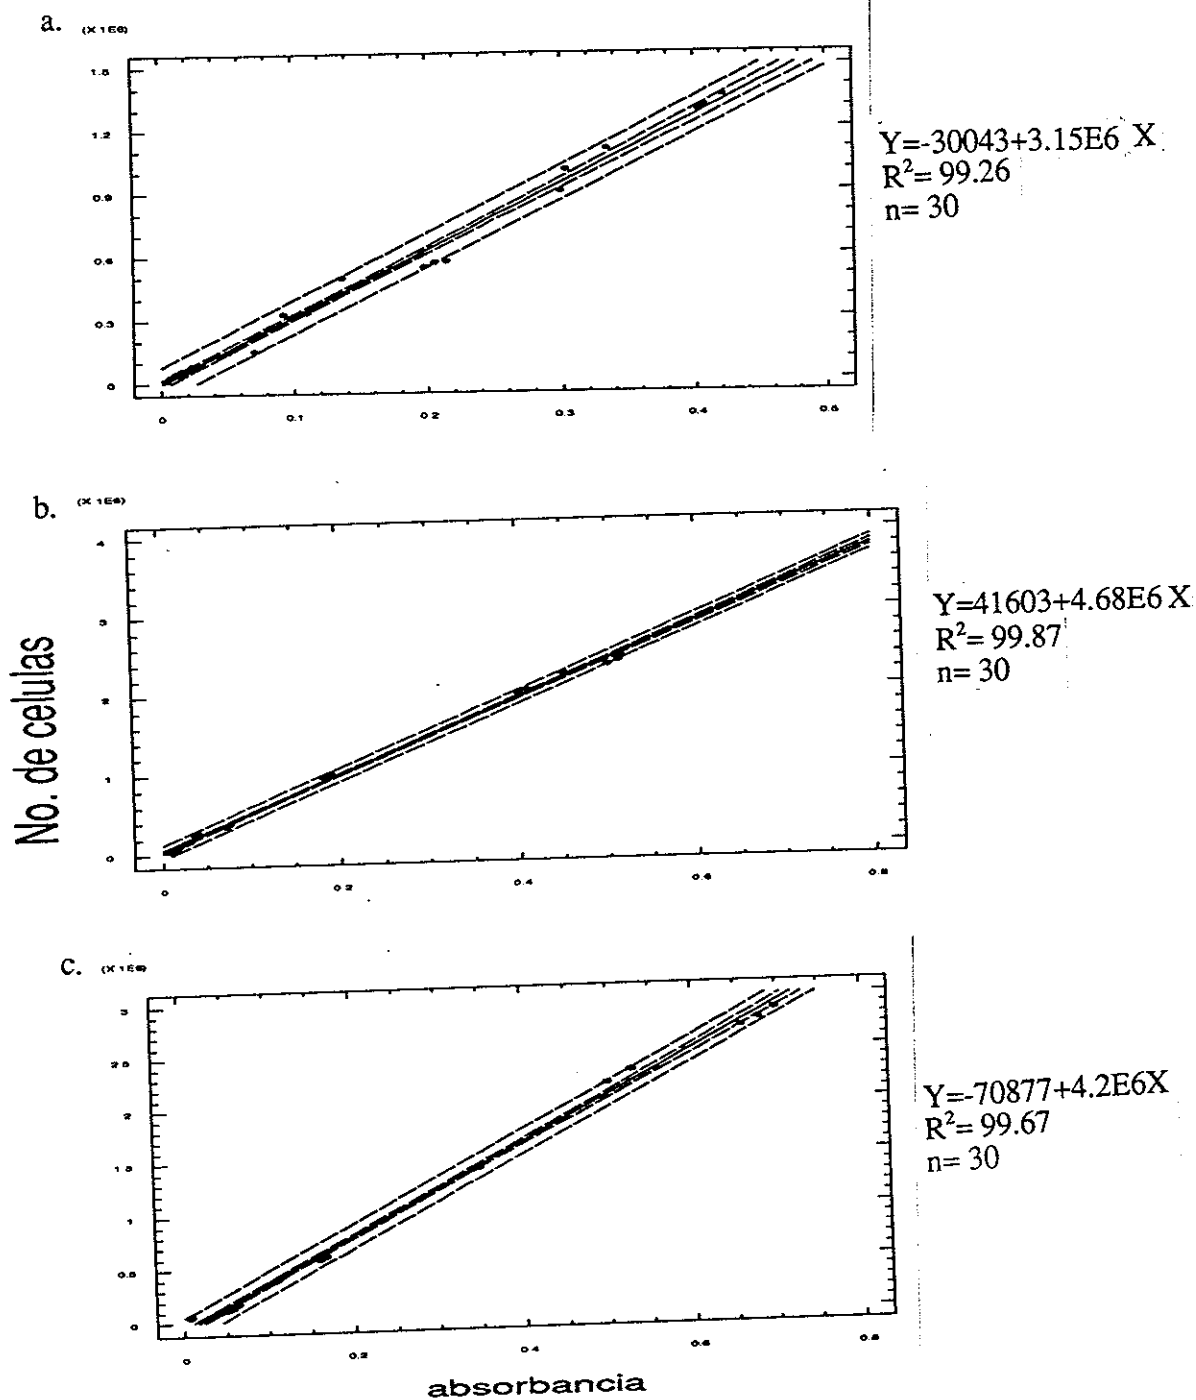 a. (X 1E6)
1.5
1.2
0.9
0.6
0.3
0
0 0.1 0.2 0.3 0.4 0.5
Y=-30043+3.15E6 X
R²= 99.26
n= 30
b. (X 1E6)
4
3
2
1
0
0 0.2 0.4 0.6 0.8
Y=41603+4.68E6 X
R²= 99.87
n= 30
No. de celulas
c. (X 1E6)
3
2.5
2
1.5
1
0.5
0
0 0.2 0.4 0.6 0.8
Y=-70877+4.2E6X
R²= 99.67
n= 30
absorbancia